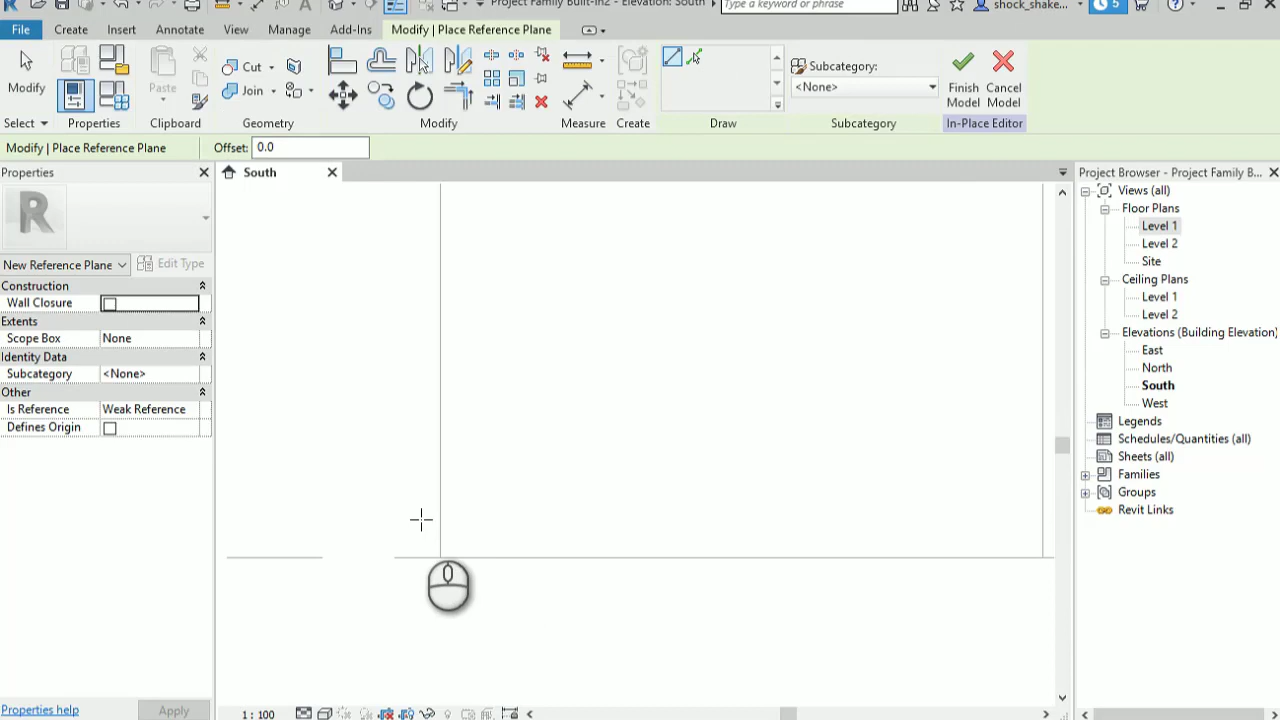 Project Family Built-In2 - Elevation: South
Type a keyword or phrase
shock_shake...
5
File
Create
Insert
Annotate
View
Manage
Add-Ins
Modify | Place Reference Plane
Modify
Select
Properties
Paste
Clipboard
Cut
Join
Geometry
Modify
Measure
Create
Draw
Subcategory:
<None>
Subcategory
Finish
Model
Cancel
Model
In-Place Editor
Modify | Place Reference Plane
Offset:
0.0
Properties
R
New Reference Plane
Edit Type
Construction
Wall Closure
Extents
Scope Box
None
Identity Data
Subcategory
<None>
Other
Is Reference
Weak Reference
Defines Origin
Properties help
Apply
South
1 : 100
Project Browser - Project Family B...
Views (all)
Floor Plans
Level 1
Level 2
Site
Ceiling Plans
Level 1
Level 2
Elevations (Building Elevation)
East
North
South
West
Legends
Schedules/Quantities (all)
Sheets (all)
Families
Groups
Revit Links